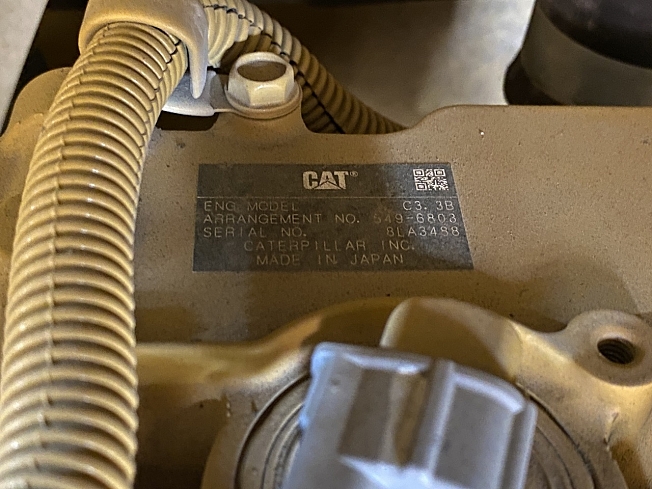 CAT®
ENG MODEL C3.3B
ARRANGEMENT NO. 549-6803
SERIAL NO. 8LA3488
CATERPILLAR INC.
MADE IN JAPAN